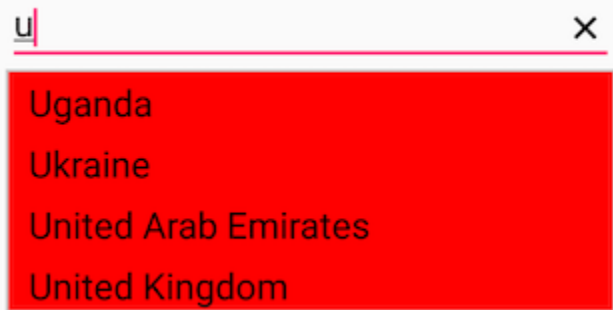 u
Uganda
Ukraine
United Arab Emirates
United Kingdom